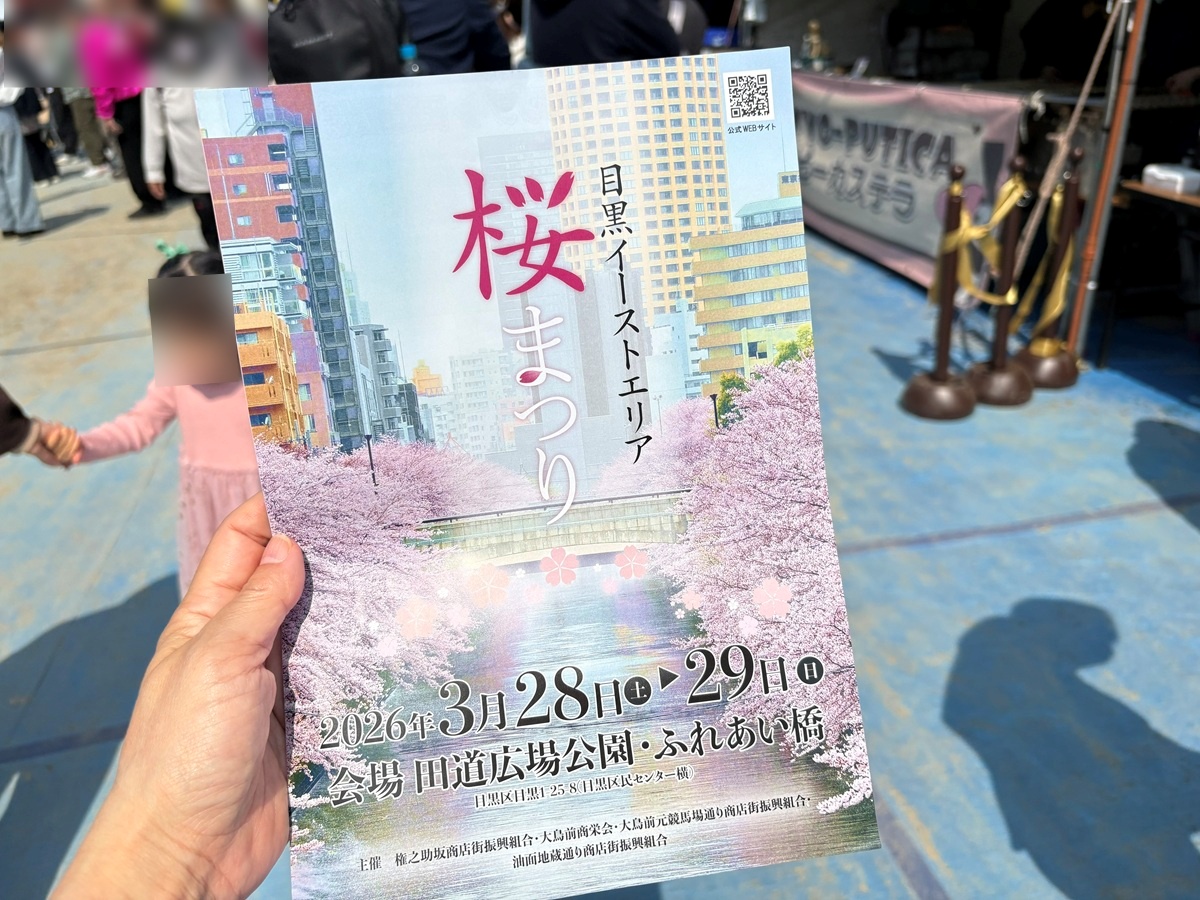 公式WEBサイト
目黒イーストエリア
桜まつり
2026年3月28日土▶29日日
会場 田道広場公園・ふれあい橋
目黒区目黒1-25-8(目黒区民センター横)
主催 権之助坂商店街振興組合・大鳥前商栄会・大鳥前元競馬場通り商店街振興組合・
油面地蔵通り商店街振興組合
O-PUTICA
ーカステラ